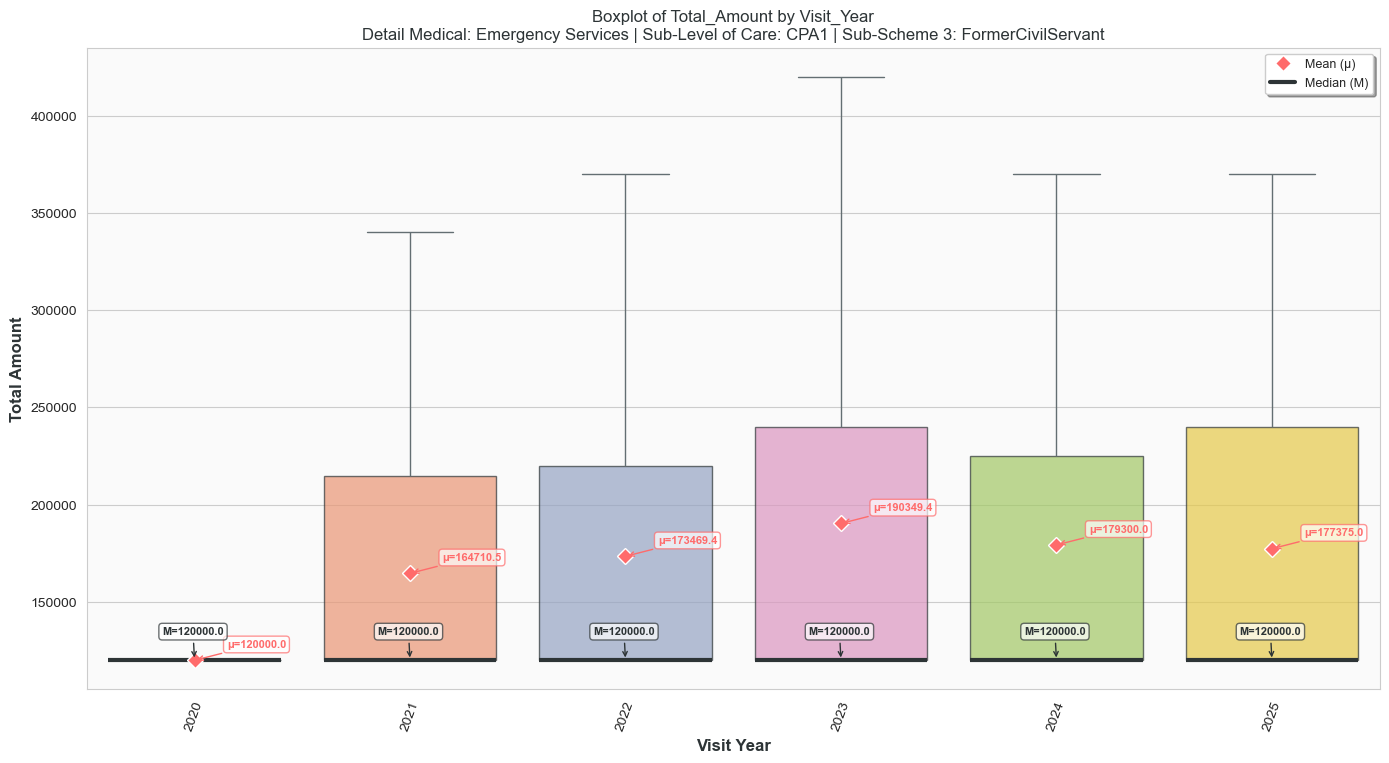 Boxplot of Total_Amount by Visit_Year
Detail Medical: Emergency Services | Sub-Level of Care: CPA1 | Sub-Scheme 3: FormerCivilServant
Mean (μ)
Median (M)
Total Amount
400000
350000
300000
250000
200000
150000
μ=190349.4
μ=179300.0
μ=177375.0
μ=173469.4
μ=164710.5
μ=120000.0
M=120000.0
M=120000.0
M=120000.0
M=120000.0
M=120000.0
M=120000.0
2020
2021
2022
2023
2024
2025
Visit Year